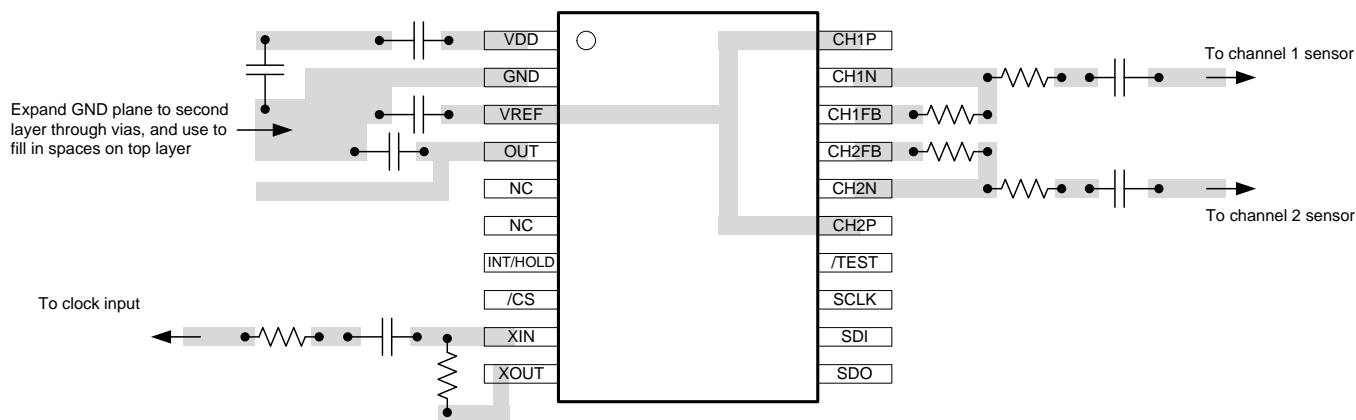 VDD
GND
VREF
OUT
NC
NC
INT/HOLD
/CS
XIN
XOUT
CH1P
CH1N
CH1FB
CH2FB
CH2N
CH2P
/TEST
SCLK
SDI
SDO
Expand GND plane to second
layer through vias, and use to
fill in spaces on top layer
To clock input
To channel 1 sensor
To channel 2 sensor